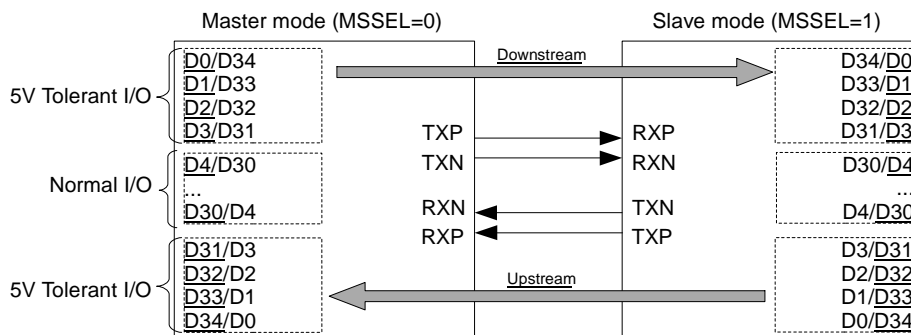 Master mode (MSSEL=0)
Slave mode (MSSEL=1)
5V Tolerant I/O
D0/D34
D1/D33
D2/D32
D3/D31
Downstream
D34/D0
D33/D1
D32/D2
D31/D3
TXP
RXP
TXN
RXN
Normal I/O
D4/D30
...
D30/D4
D30/D4
...
D4/D30
RXN
TXN
RXP
TXP
5V Tolerant I/O
D31/D3
D32/D2
D33/D1
D34/D0
Upstream
D3/D31
D2/D32
D1/D33
D0/D34